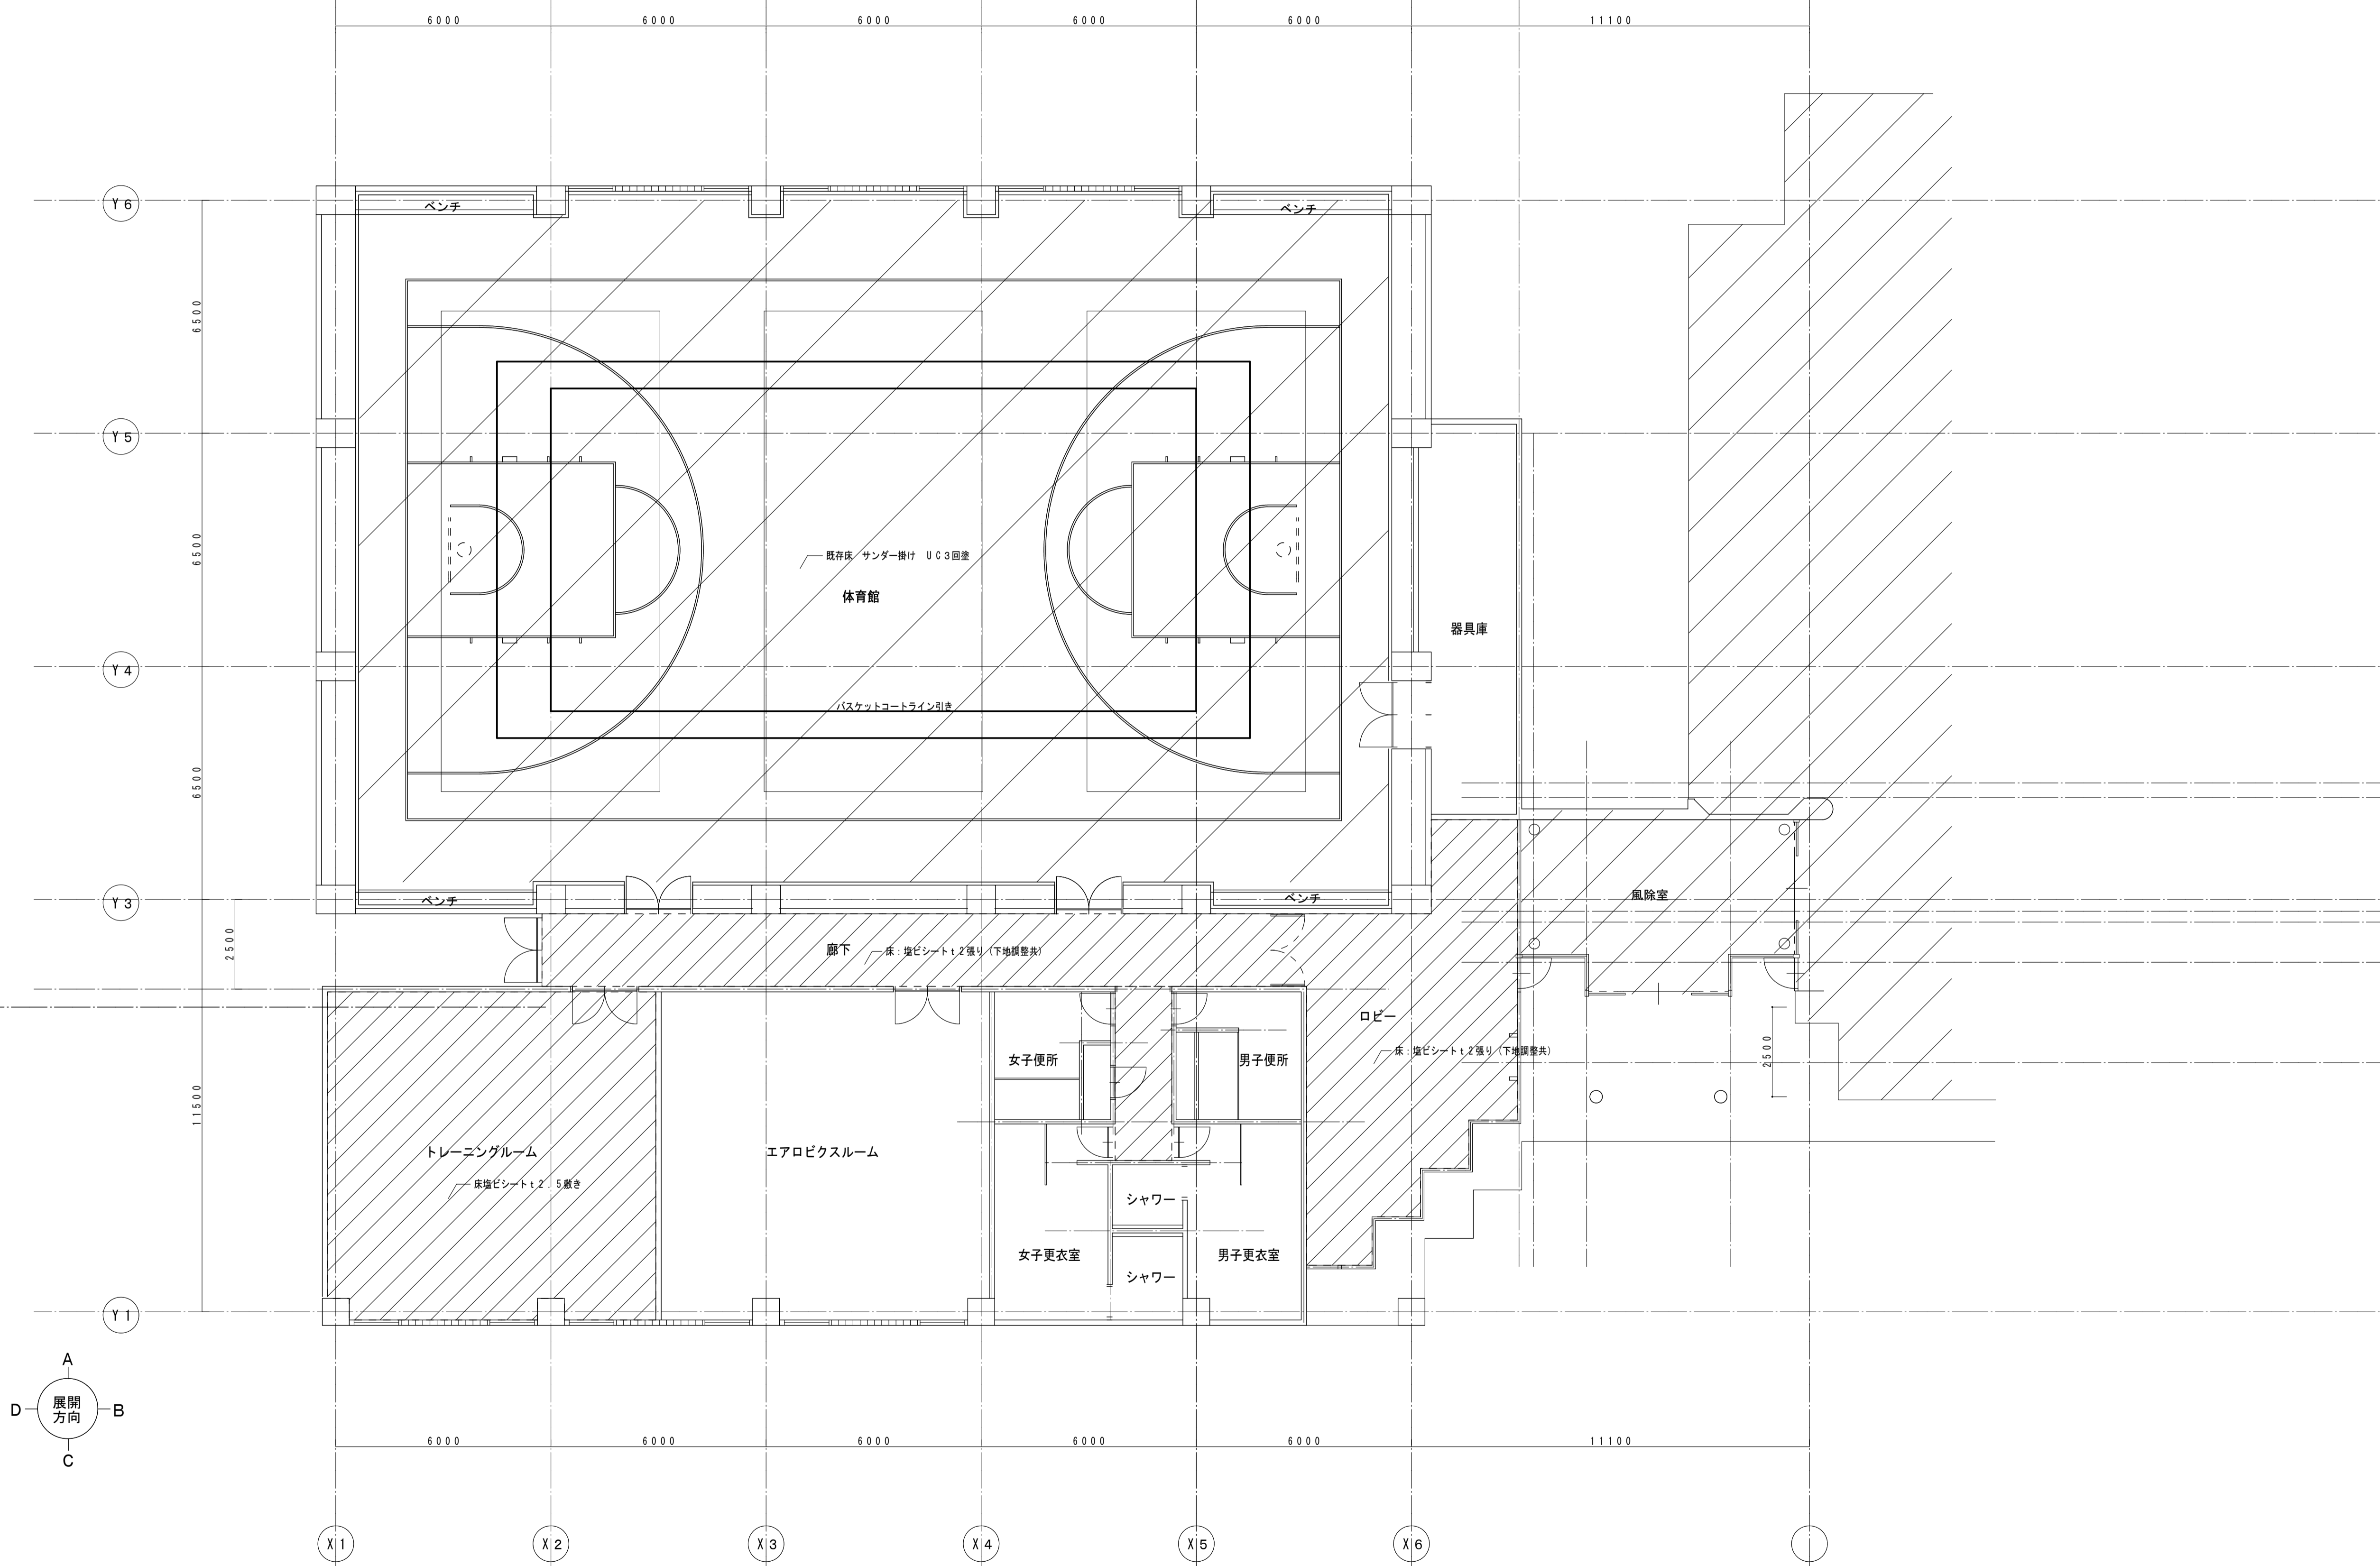 6000
6000
6000
6000
6000
11100
Y6
ベンチ
ベンチ
6500
Y5
6500
既存床 サンダー掛け UC3回塗
体育館
器具庫
Y4
バスケットコートライン引き
6500
Y3
ベンチ
ベンチ
風除室
2500
廊下
床:塩ビシートt2張り(下地調整共)
ロビー
床:塩ビシートt2張り(下地調整共)
2500
女子便所
男子便所
11500
トレーニングルーム
エアロビクスルーム
床塩ビシートt2.5敷き
シャワー
女子更衣室
男子更衣室
シャワー
Y1
A
D
展開
方向
B
C
6000
6000
6000
6000
6000
11100
X1
X2
X3
X4
X5
X6